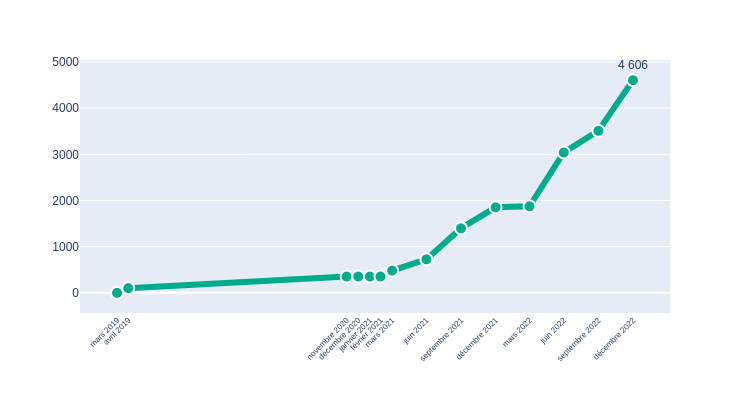 5000
4000
3000
2000
1000
0
4 606
mars 2019
avril 2019
novembre 2020
décembre 2020
janvier 2021
février 2021
mars 2021
juin 2021
septembre 2021
décembre 2021
mars 2022
juin 2022
septembre 2022
décembre 2022